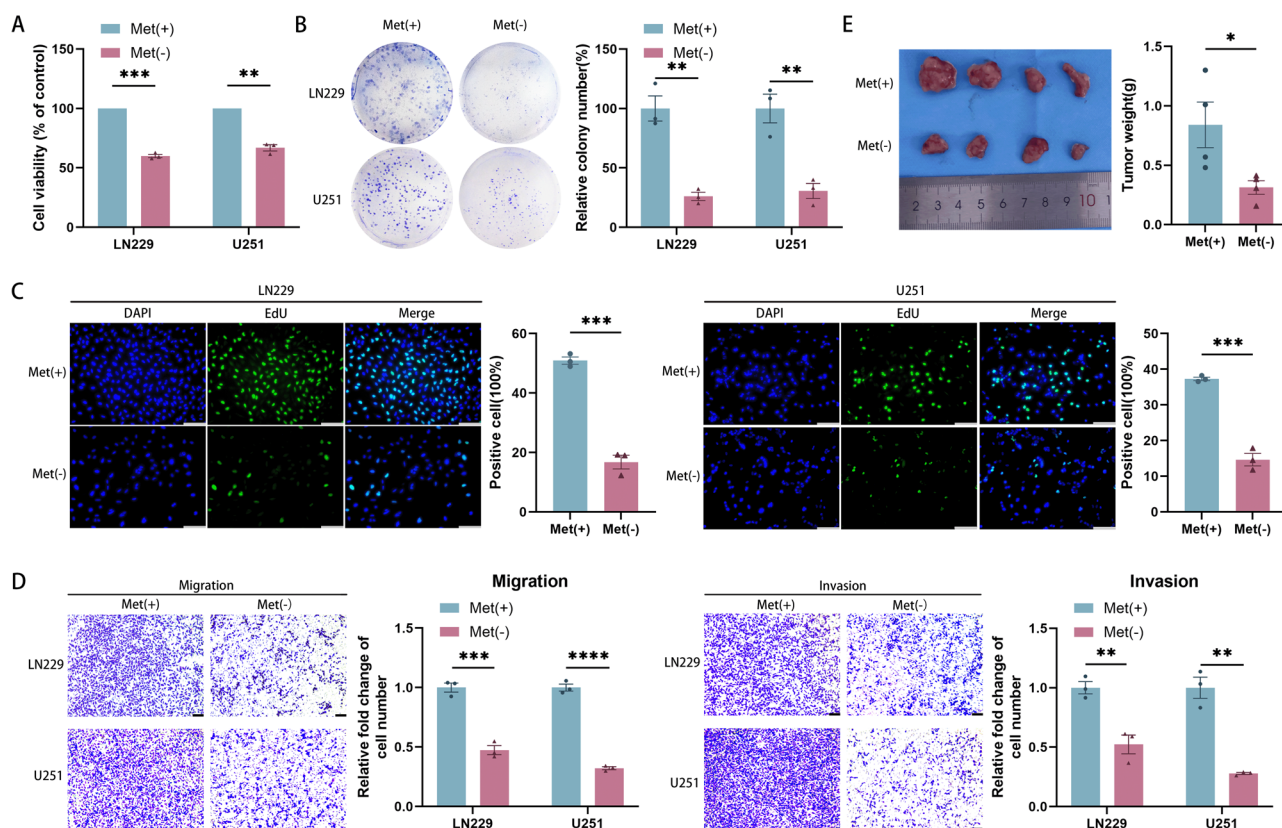 A
Met(+)
Met(-)
Cell viability (% of control)
150
100
50
0
***
**
LN229
U251
B
Met(+)
Met(-)
LN229
U251
Met(+)
Met(-)
Relative colony number(%)
150
100
50
0
**
**
LN229
U251
E
Met(+)
Met(-)
2 3 4 5 6 7 8 9 10 1
Tumor weight(g)
1.5
1.0
0.5
0.0
*
Met(+)
Met(-)
C
LN229
DAPI
EdU
Merge
Met(+)
Met(-)
Positive cell(100%)
60
40
20
0
***
Met(+)
Met(-)
U251
DAPI
EdU
Merge
Met(+)
Met(-)
Positive cell(100%)
40
30
20
10
0
***
Met(+)
Met(-)
D
Migration
Met(+)
Met(-)
LN229
U251
Migration
Met(+)
Met(-)
Relative fold change of
cell number
1.5
1.0
0.5
0.0
***
****
LN229
U251
Invasion
Met(+)
Met(-)
LN229
U251
Invasion
Met(+)
Met(-)
Relative fold change of
cell number
1.5
1.0
0.5
0.0
**
**
LN229
U251